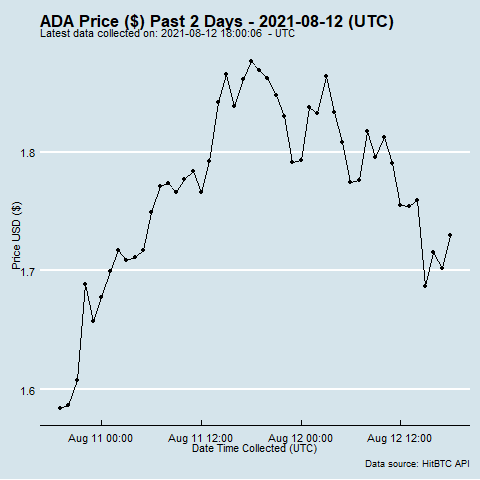 ADA Price ($) Past 2 Days - 2021-08-12 (UTC)
Latest data collected on: 2021-08-12 18:00:06 - UTC
Price USD ($)
1.8
1.7
1.6
Aug 11 00:00 Aug 11 12:00 Aug 12 00:00 Aug 12 12:00
Date Time Collected (UTC)
Data source: HitBTC API